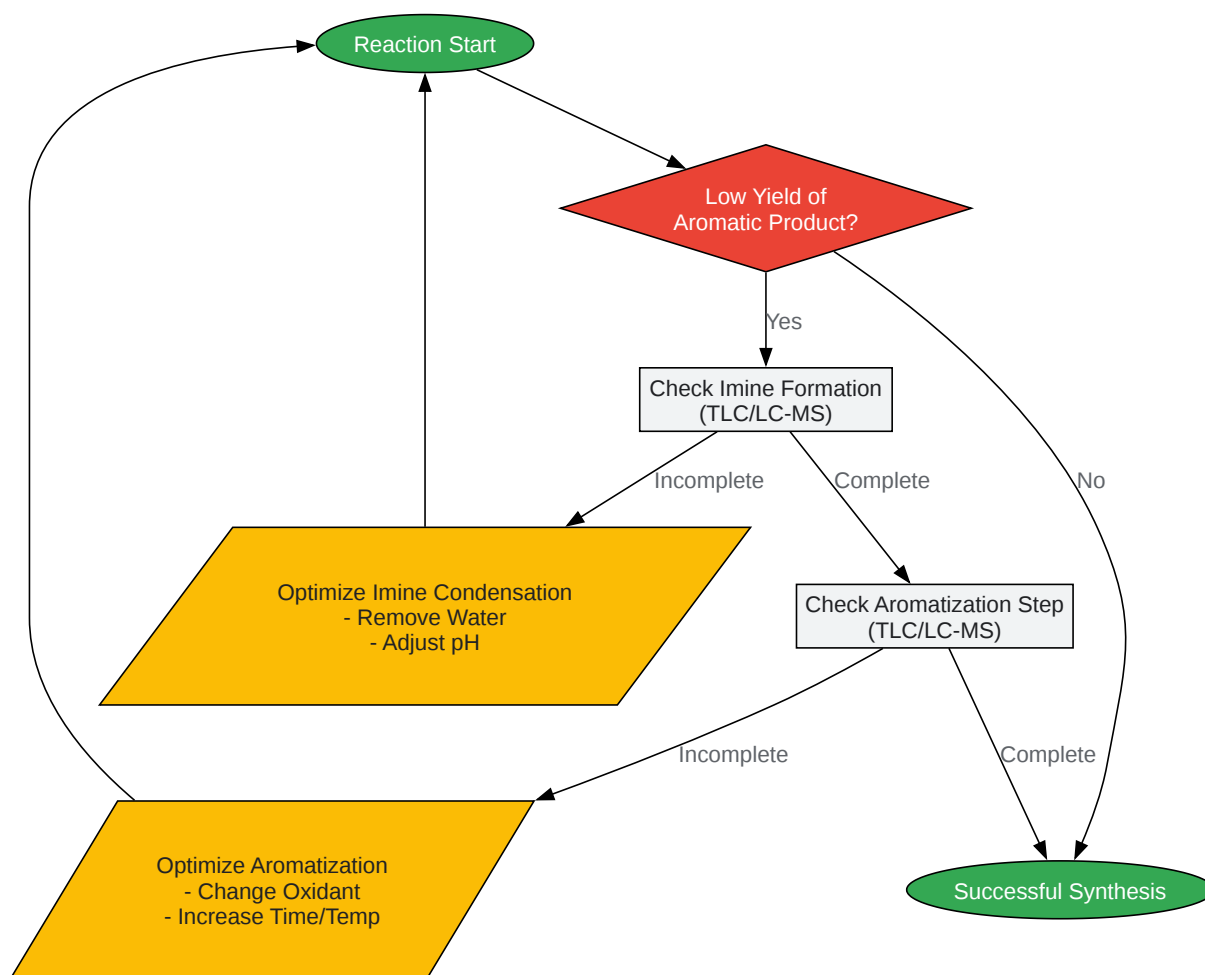 Reaction Start
Low Yield of
Aromatic Product?
Yes
Check Imine Formation
(TLC/LC-MS)
No
Incomplete
Complete
Optimize Imine Condensation
- Remove Water
- Adjust pH
Check Aromatization Step
(TLC/LC-MS)
Incomplete
Complete
Optimize Aromatization
- Change Oxidant
- Increase Time/Temp
Successful Synthesis